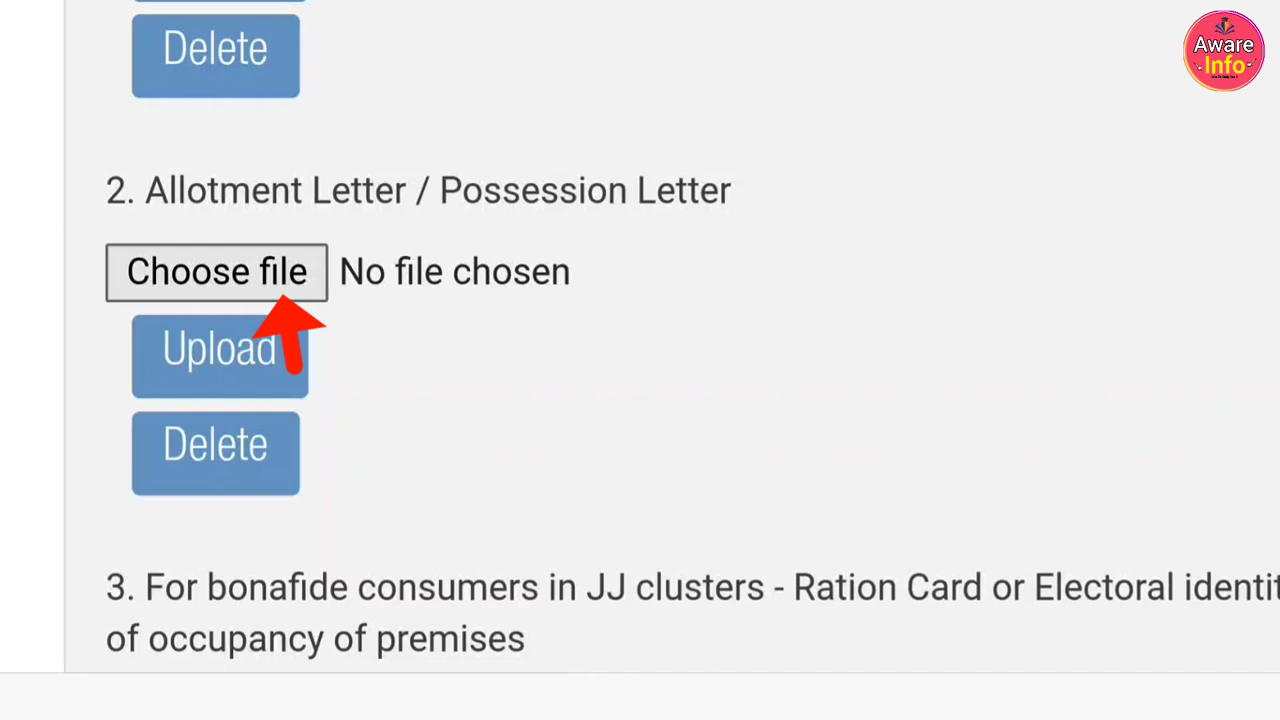 Delete
Aware
Info
2. Allotment Letter / Possession Letter
Choose file No file chosen
Upload
Delete
3. For bonafide consumers in JJ clusters - Ration Card or Electoral identit
of occupancy of premises